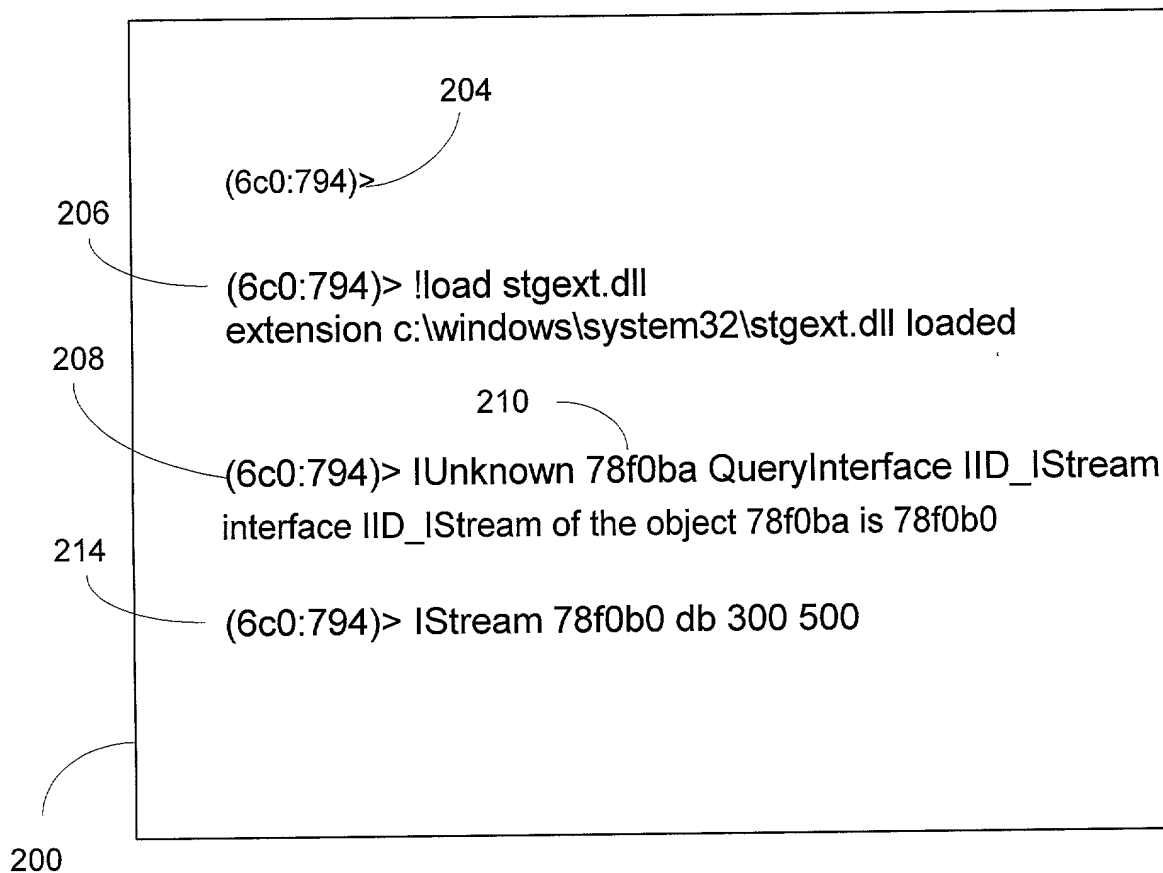 204
(6c0:794)>
206
(6c0:794)> !load stgext.dll
extension c:\windows\system32\stgext.dll loaded
208
210
(6c0:794)> IUnknown 78f0ba QueryInterface IID_IStream
interface IID_IStream of the object 78f0ba is 78f0b0
214
(6c0:794)> IStream 78f0b0 db 300 500
200